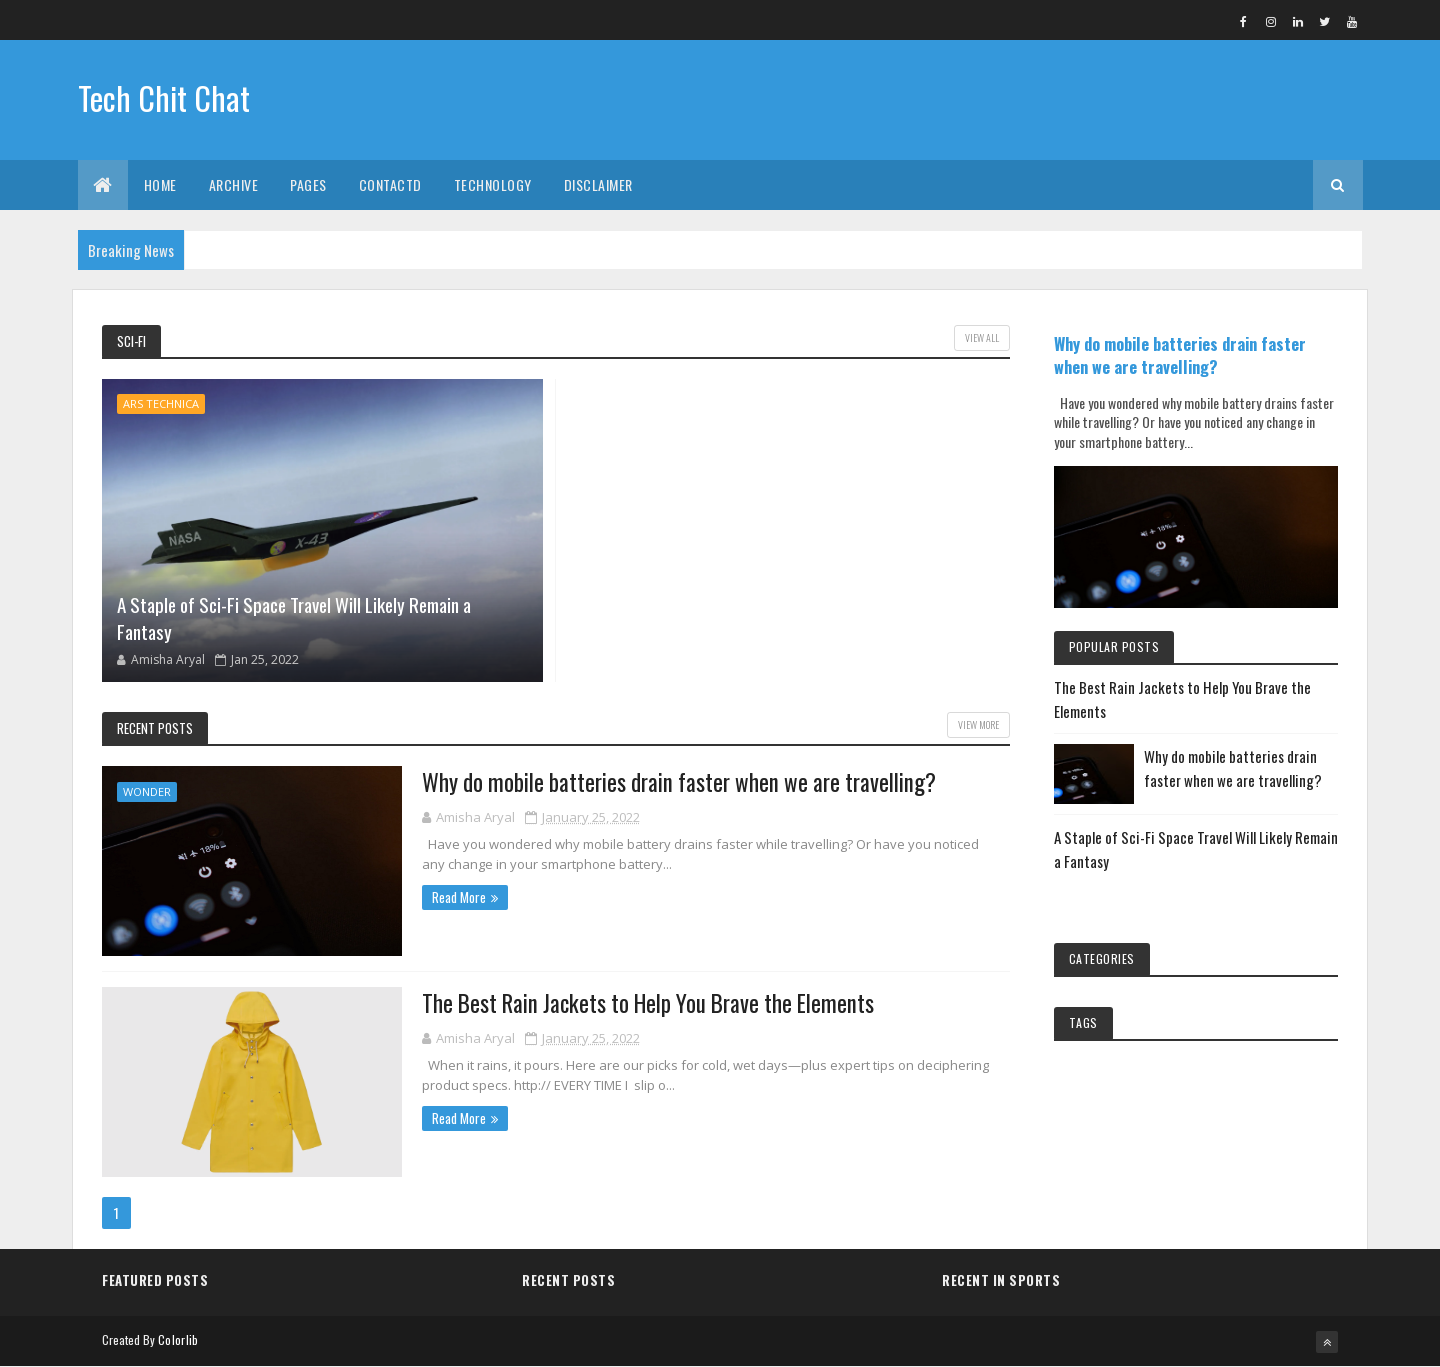 Tech Chit Chat
HOME ARCHIVE PAGES CONTACTD TECHNOLOGY DISCLAIMER
Breaking News
SCI-FI
VIEW ALL
ARS TECHNICA
NASA
X-43
A Staple of Sci-Fi Space Travel Will Likely Remain a
Fantasy
Amisha Aryal Jan 25, 2022
RECENT POSTS
VIEW MORE
WONDER
18%
Why do mobile batteries drain faster when we are travelling?
Amisha Aryal January 25, 2022
Have you wondered why mobile battery drains faster while travelling? Or have you noticed
any change in your smartphone battery...
Read More »
The Best Rain Jackets to Help You Brave the Elements
Amisha Aryal January 25, 2022
When it rains, it pours. Here are our picks for cold, wet days—plus expert tips on deciphering
product specs. http:// EVERY TIME I slip o...
Read More »
1
Why do mobile batteries drain faster
when we are travelling?
Have you wondered why mobile battery drains faster
while travelling? Or have you noticed any change in
your smartphone battery...
18%
POPULAR POSTS
The Best Rain Jackets to Help You Brave the
Elements
Why do mobile batteries drain
faster when we are travelling?
A Staple of Sci-Fi Space Travel Will Likely Remain
a Fantasy
CATEGORIES
TAGS
FEATURED POSTS
RECENT POSTS
RECENT IN SPORTS
Created By Colorlib